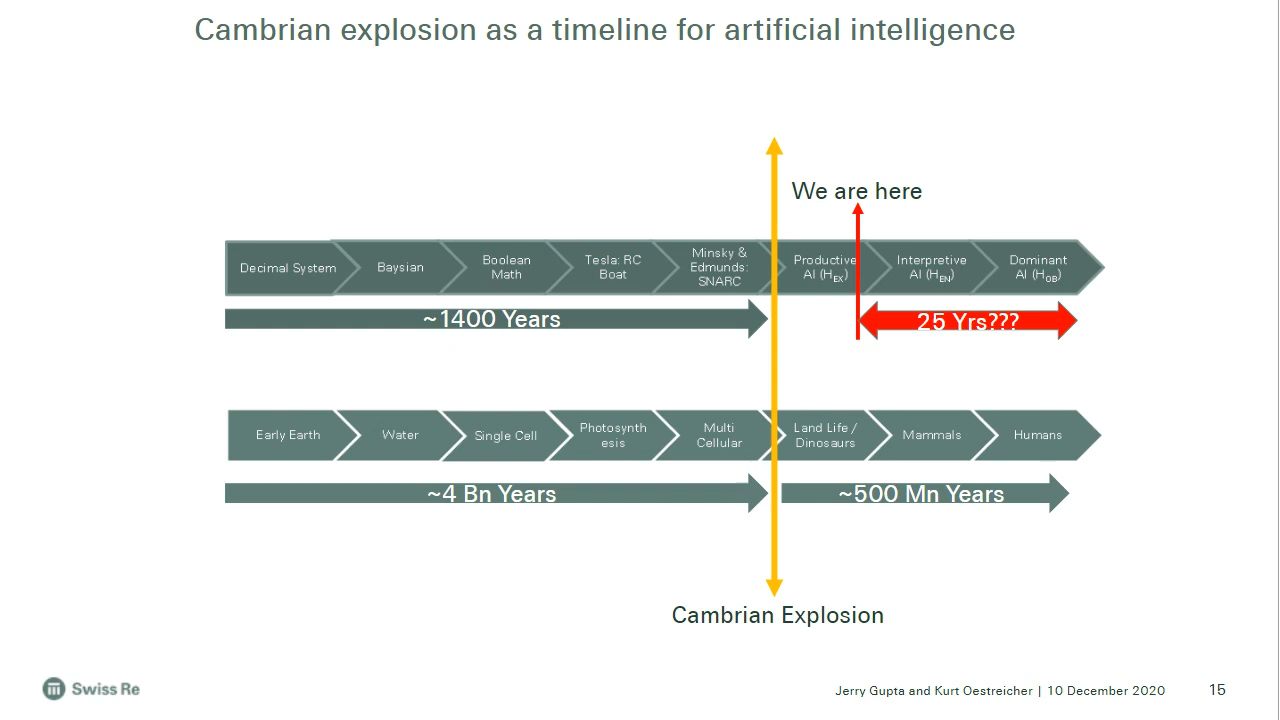 Cambrian explosion as a timeline for artificial intelligence
We are here
Decimal System
Baysian
Boolean
Math
Tesla: RC
Boat
Minsky &
Edmunds:
SNARC
Productive
AI (HEX)
Interpretive
AI (HEN)
Dominant
AI (HOB)
~1400 Years
25 Yrs???
Early Earth
Water
Single Cell
Photosynth
esis
Multi
Cellular
Land Life /
Dinosaurs
Mammals
Humans
~4 Bn Years
~500 Mn Years
Cambrian Explosion
Swiss Re
Jerry Gupta and Kurt Oestreicher | 10 December 2020
15